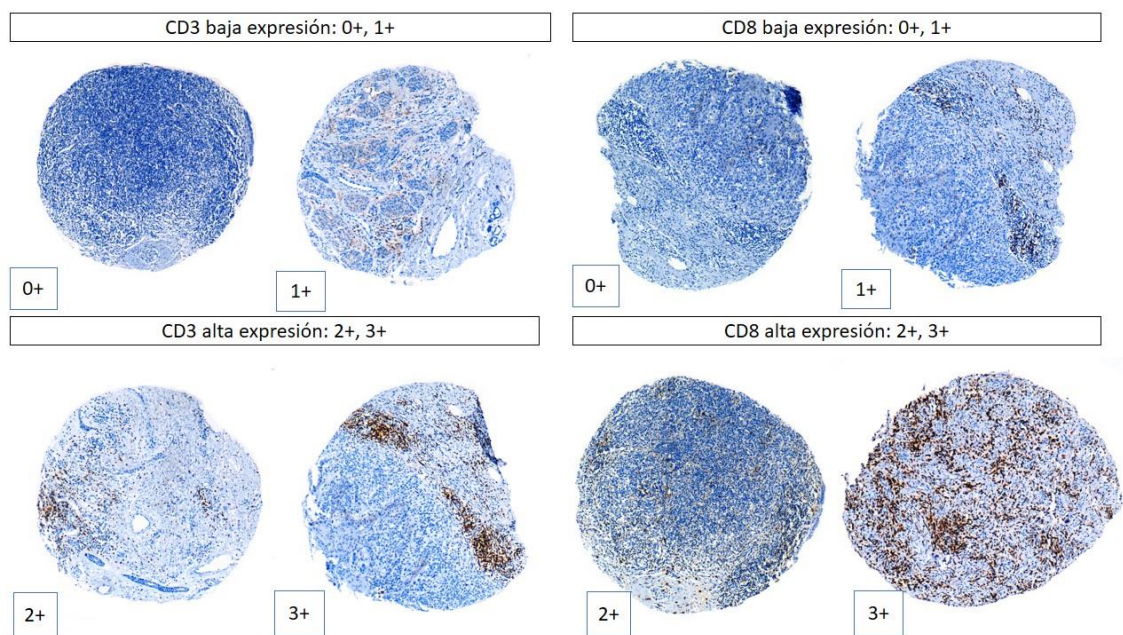 CD3 baja expresión: 0+, 1+
CD8 baja expresión: 0+, 1+
0+
1+
0+
1+
CD3 alta expresión: 2+, 3+
CD8 alta expresión: 2+, 3+
2+
3+
2+
3+